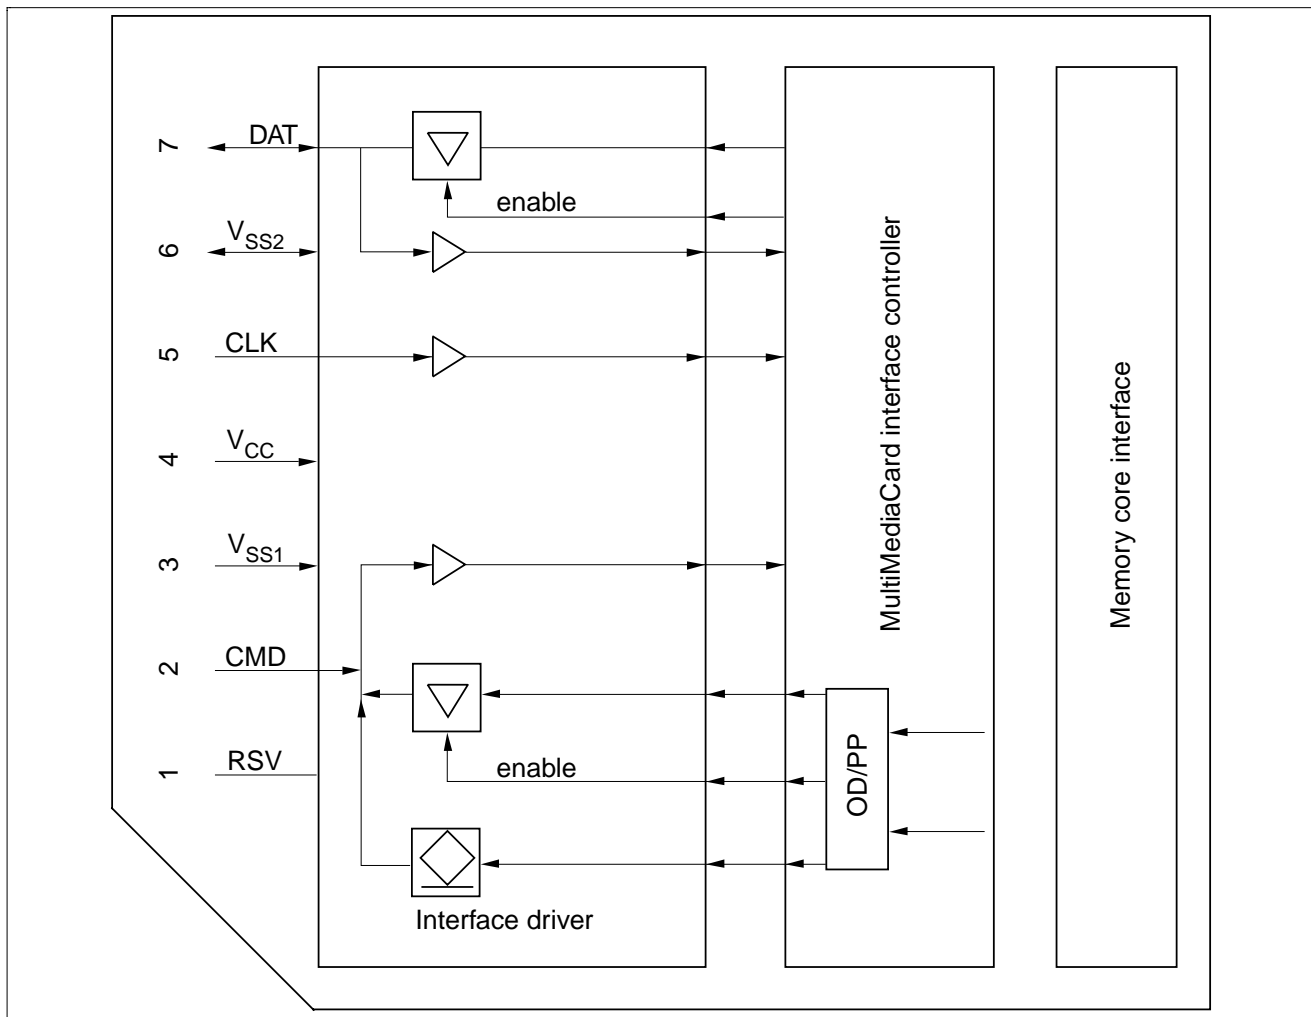 7 DAT
enable
6 VSS2
5 CLK
4 VCC
3 VSS1
2 CMD
enable
1 RSV
Interface driver
OD/PP
MultiMediaCard interface controller
Memory core interface